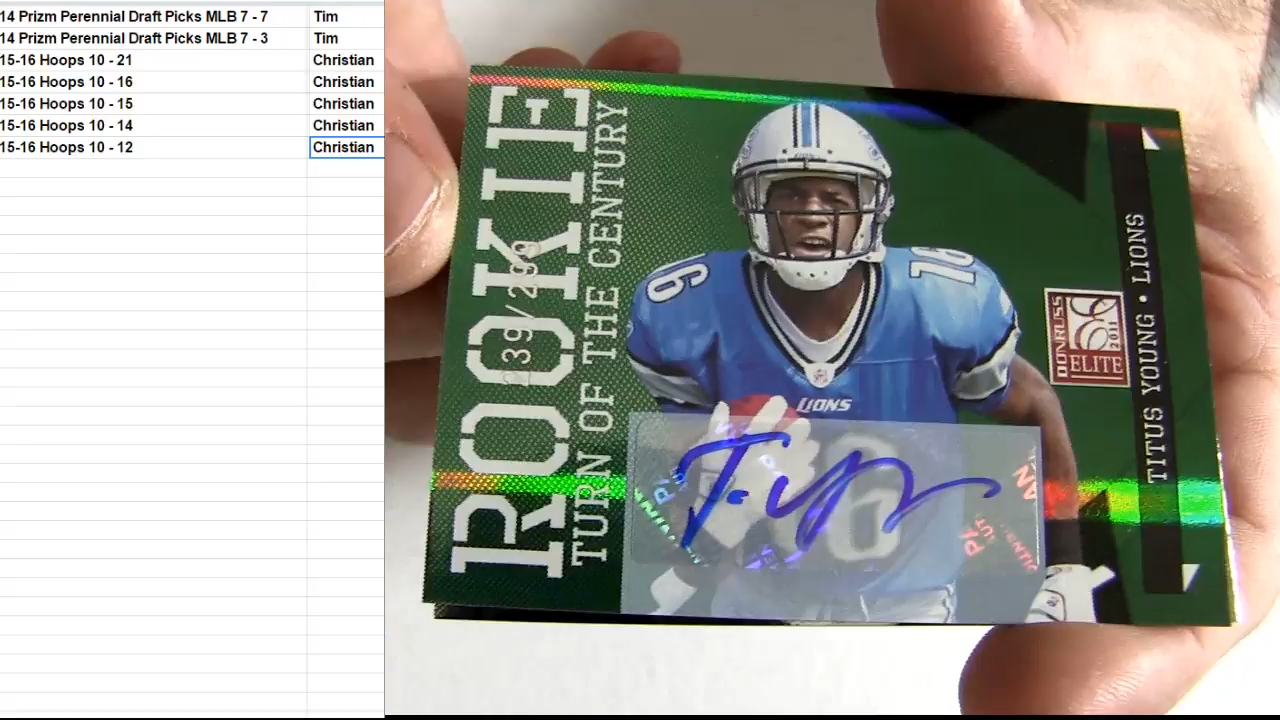 14 Prizm Perennial Draft Picks MLB 7 - 7 Tim
14 Prizm Perennial Draft Picks MLB 7 - 3 Tim
15-16 Hoops 10 - 21 Christian
15-16 Hoops 10 - 16 Christian
15-16 Hoops 10 - 15 Christian
15-16 Hoops 10 - 14 Christian
15-16 Hoops 10 - 12 Christian
ROOKIE
TURN OF THE CENTURY
16
16
LIONS
DONRUSS
ELITE
2011
TITUS YOUNG • LIONS